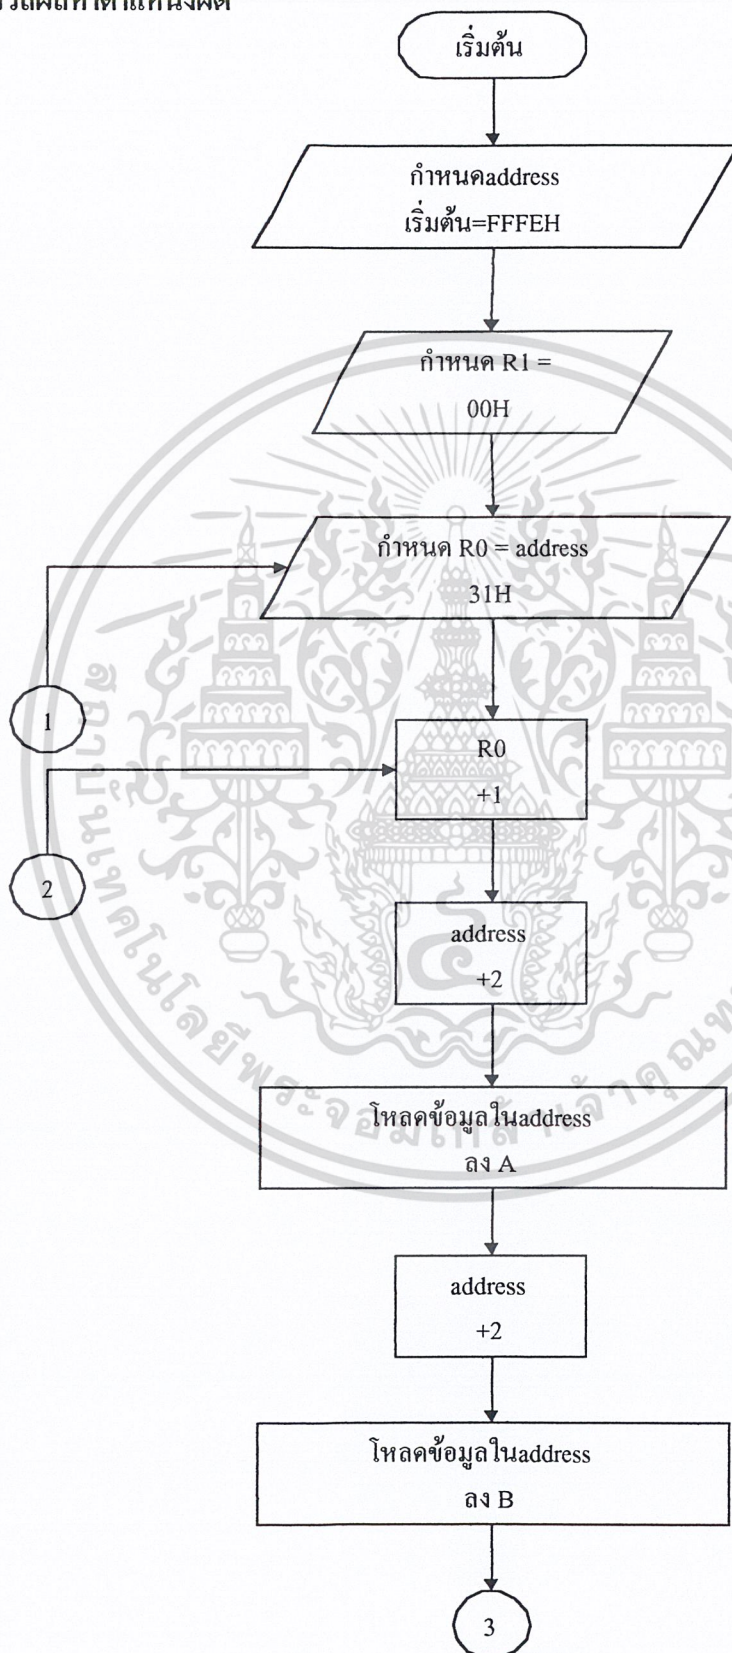 เริ่มต้น
กำหนดaddress
เริ่มต้น=FFFEH
กำหนด R1 =
00H
กำหนด R0 = address
31H
1
R0
+1
2
address
+2
โหลดข้อมูลในaddress
ลง A
address
+2
โหลดข้อมูลในaddress
ลง B
3